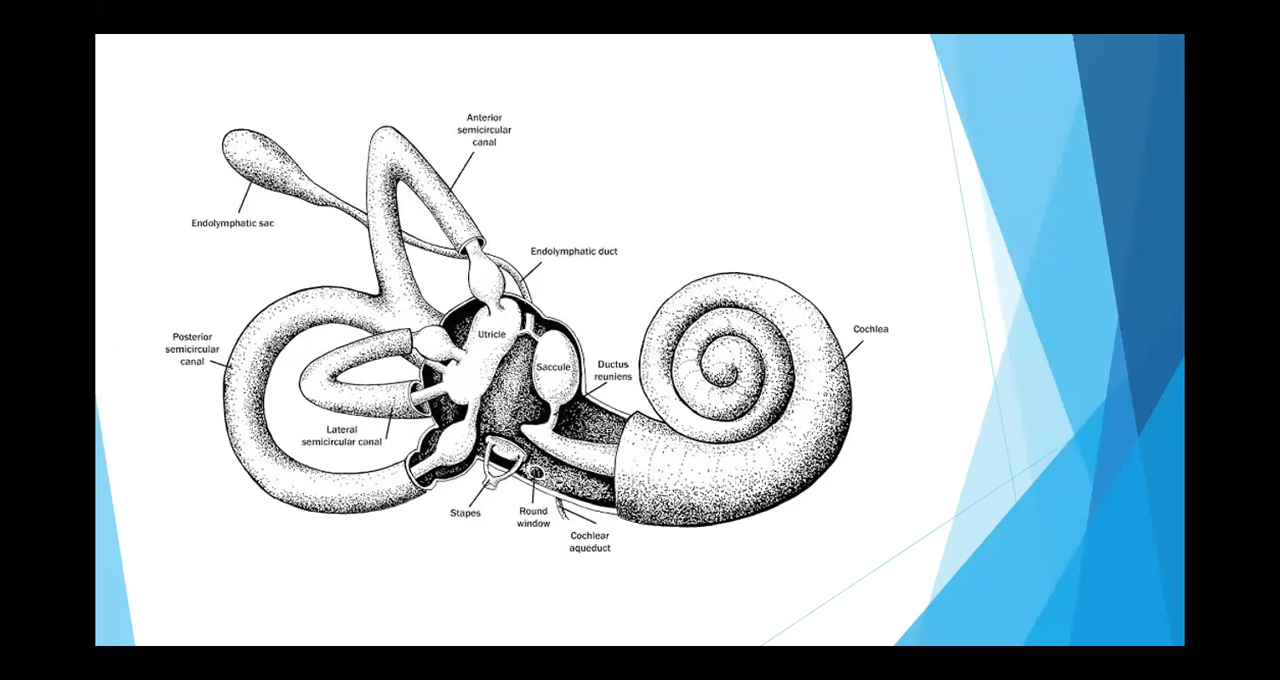 Anterior
semicircular
canal
Endolymphatic sac
Endolymphatic duct
Posterior
semicircular
canal
Utricle
Saccule
Ductus
reuniens
Cochlea
Lateral
semicircular canal
Stapes
Round
window
Cochlear
aqueduct